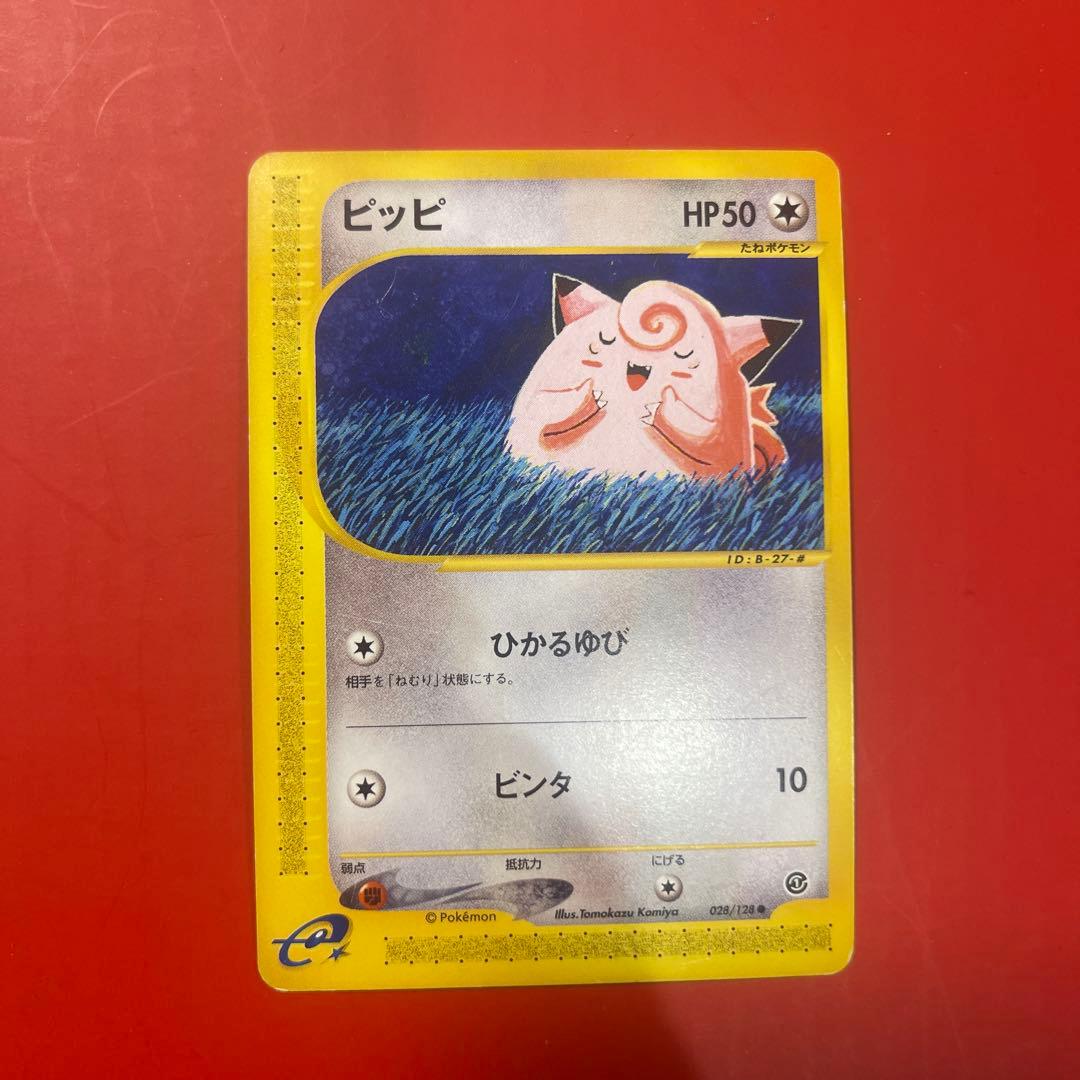 ピッピ HP50
たねポケモン
ID:B-27-#
ひかるゆび
相手を「ねむり」状態にする。
ビンタ 10
弱点 抵抗力 にげる
© Pokémon Illus.Tomokazu Komiya 028/128●
e